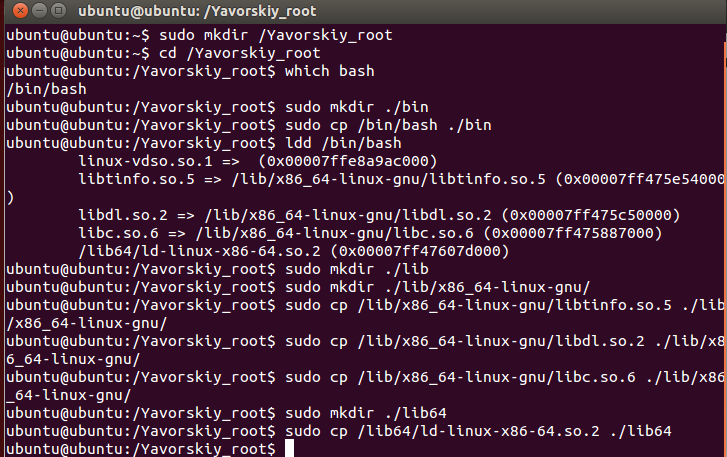 ubuntu@ubuntu: /Yavorskiy_root
ubuntu@ubuntu:~$ sudo mkdir /Yavorskiy_root
ubuntu@ubuntu:~$ cd /Yavorskiy_root
ubuntu@ubuntu:/Yavorskiy_root$ which bash
/bin/bash
ubuntu@ubuntu:/Yavorskiy_root$ sudo mkdir ./bin
ubuntu@ubuntu:/Yavorskiy_root$ sudo cp /bin/bash ./bin
ubuntu@ubuntu:/Yavorskiy_root$ ldd /bin/bash
        linux-vdso.so.1 =>  (0x00007ffe8a9ac000)
        libtinfo.so.5 => /lib/x86_64-linux-gnu/libtinfo.so.5 (0x00007ff475e54000
)
        libdl.so.2 => /lib/x86_64-linux-gnu/libdl.so.2 (0x00007ff475c50000)
        libc.so.6 => /lib/x86_64-linux-gnu/libc.so.6 (0x00007ff475887000)
        /lib64/ld-linux-x86-64.so.2 (0x00007ff47607d000)
ubuntu@ubuntu:/Yavorskiy_root$ sudo mkdir ./lib
ubuntu@ubuntu:/Yavorskiy_root$ sudo mkdir ./lib/x86_64-linux-gnu/
ubuntu@ubuntu:/Yavorskiy_root$ sudo cp /lib/x86_64-linux-gnu/libtinfo.so.5 ./lib
/x86_64-linux-gnu/
ubuntu@ubuntu:/Yavorskiy_root$ sudo cp /lib/x86_64-linux-gnu/libdl.so.2 ./lib/x8
6_64-linux-gnu/
ubuntu@ubuntu:/Yavorskiy_root$ sudo cp /lib/x86_64-linux-gnu/libc.so.6 ./lib/x86
_64-linux-gnu/
ubuntu@ubuntu:/Yavorskiy_root$ sudo mkdir ./lib64
ubuntu@ubuntu:/Yavorskiy_root$ sudo cp /lib64/ld-linux-x86-64.so.2 ./lib64
ubuntu@ubuntu:/Yavorskiy_root$